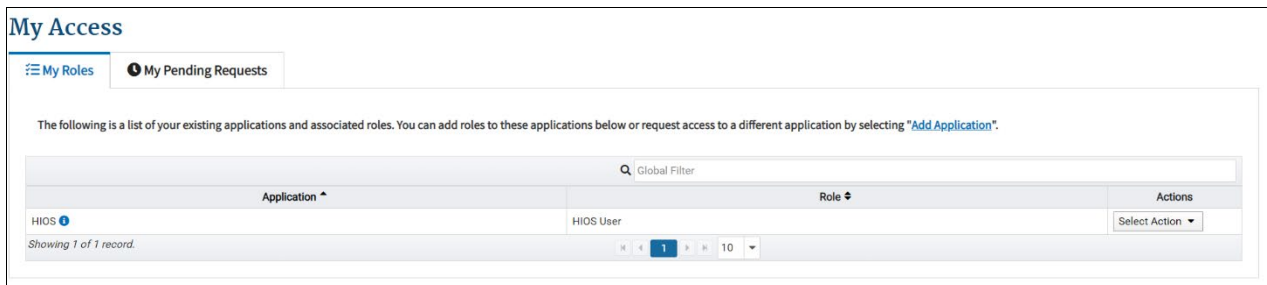 My Access
My Roles
My Pending Requests
The following is a list of your existing applications and associated roles. You can add roles to these applications below or request access to a different application by selecting "Add Application".
Global Filter
Application Role Actions
HIOS HIOS User Select Action
Showing 1 of 1 record. 1 10